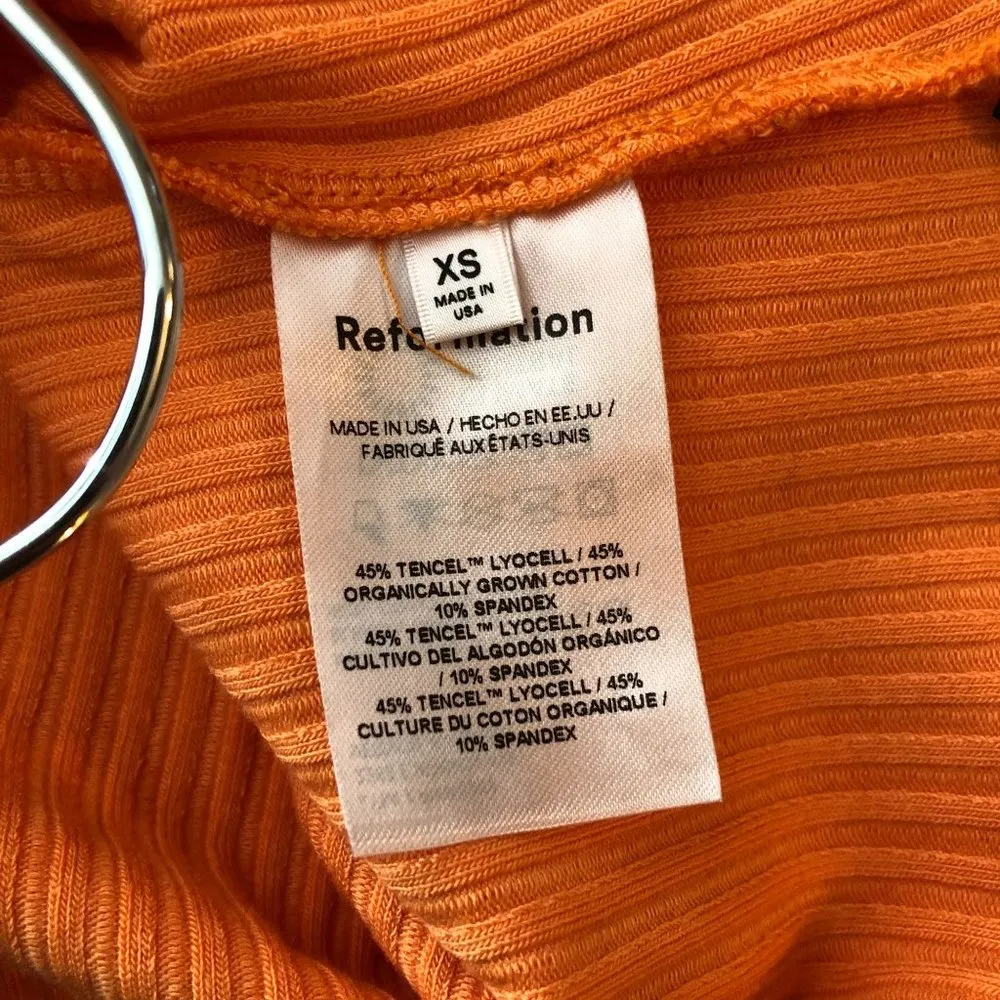 XS
MADE IN
USA
MADE IN USA / HECHO EN EE.UU /
FABRIQUÉ AUX ÉTATS-UNIS
45% TENCEL™ LYOCELL / 45%
ORGANICALLY GROWN COTTON /
10% SPANDEX
45% TENCEL™ LYOCELL / 45%
CULTIVO DEL ALGODÓN ORGÁNICO
/ 10% SPANDEX
45% TENCEL™ LYOCELL / 45%
CULTURE DU COTON ORGANIQUE /
10% SPANDEX